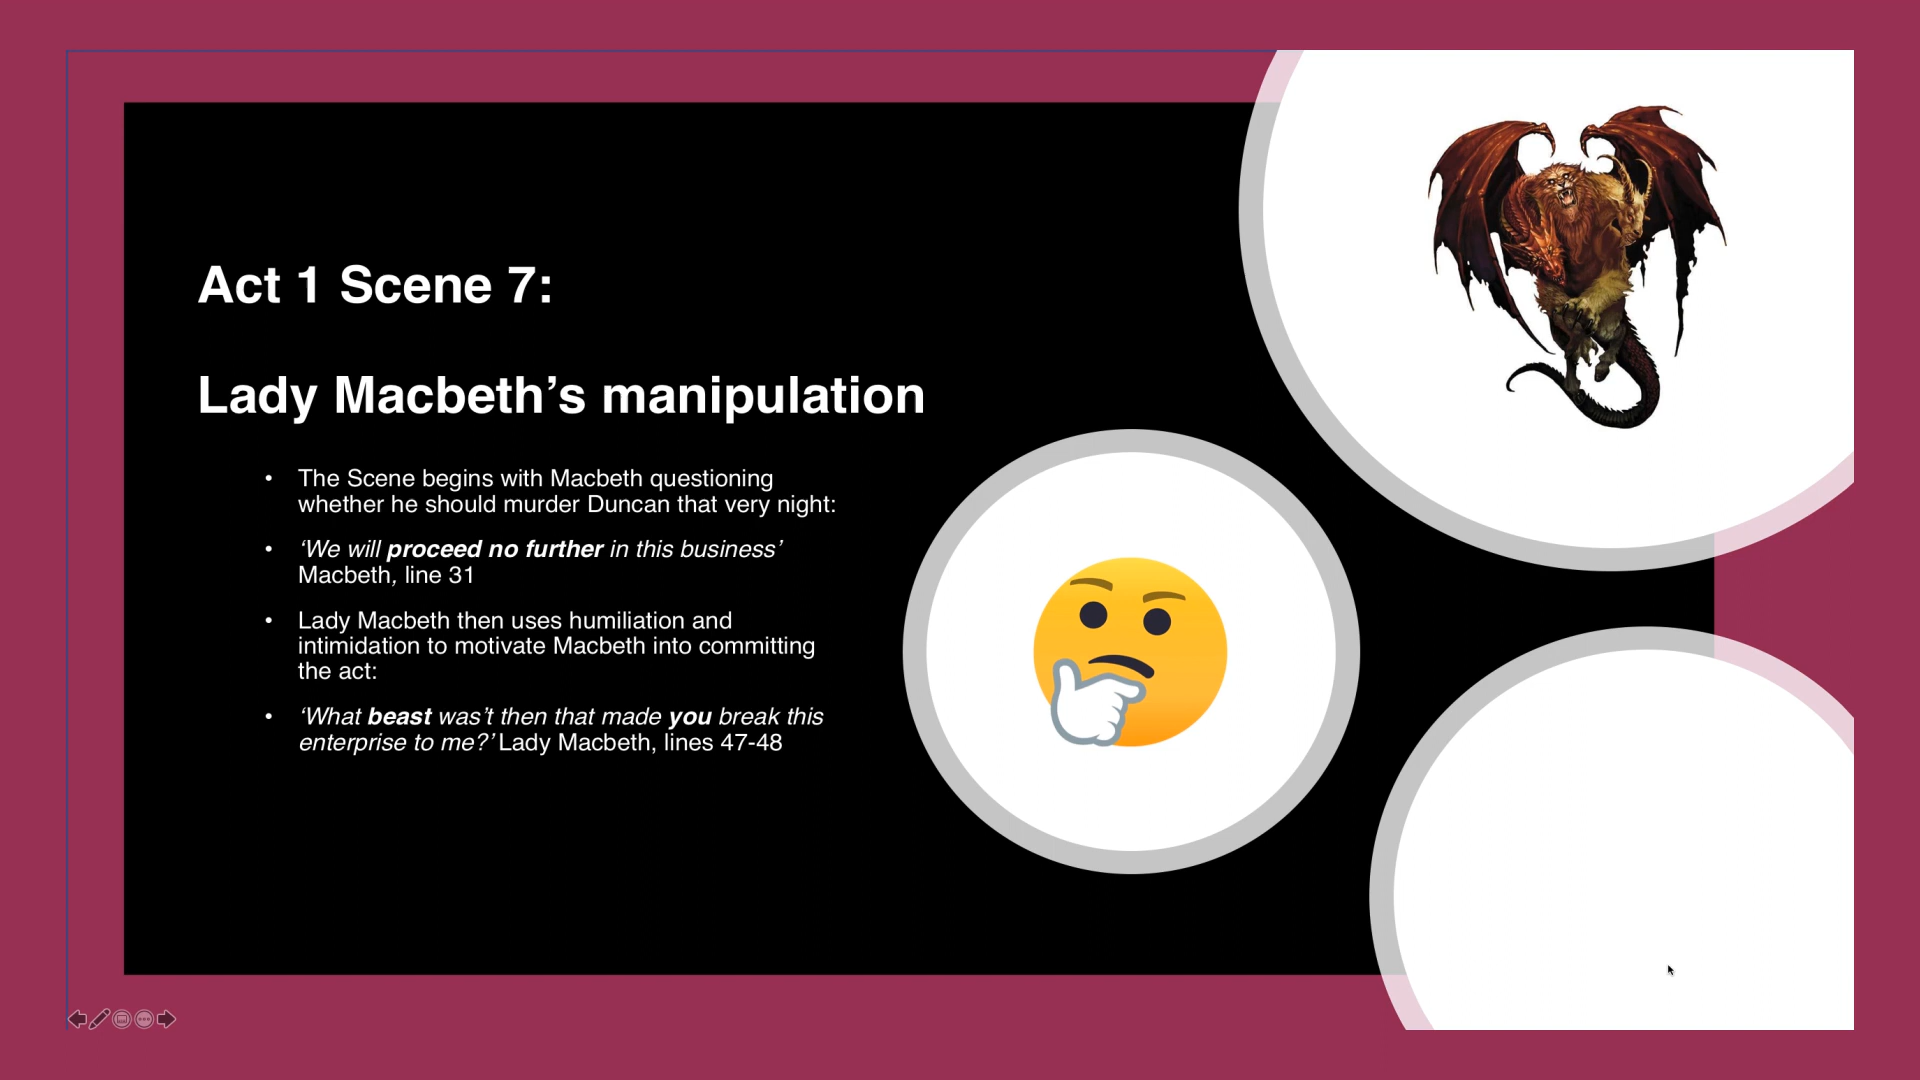 Act 1 Scene 7:
Lady Macbeth’s manipulation
• The Scene begins with Macbeth questioning
whether he should murder Duncan that very night:
• ‘We will proceed no further in this business’
Macbeth, line 31
• Lady Macbeth then uses humiliation and
intimidation to motivate Macbeth into committing
the act:
• ‘What beast was’t then that made you break this
enterprise to me?’ Lady Macbeth, lines 47-48